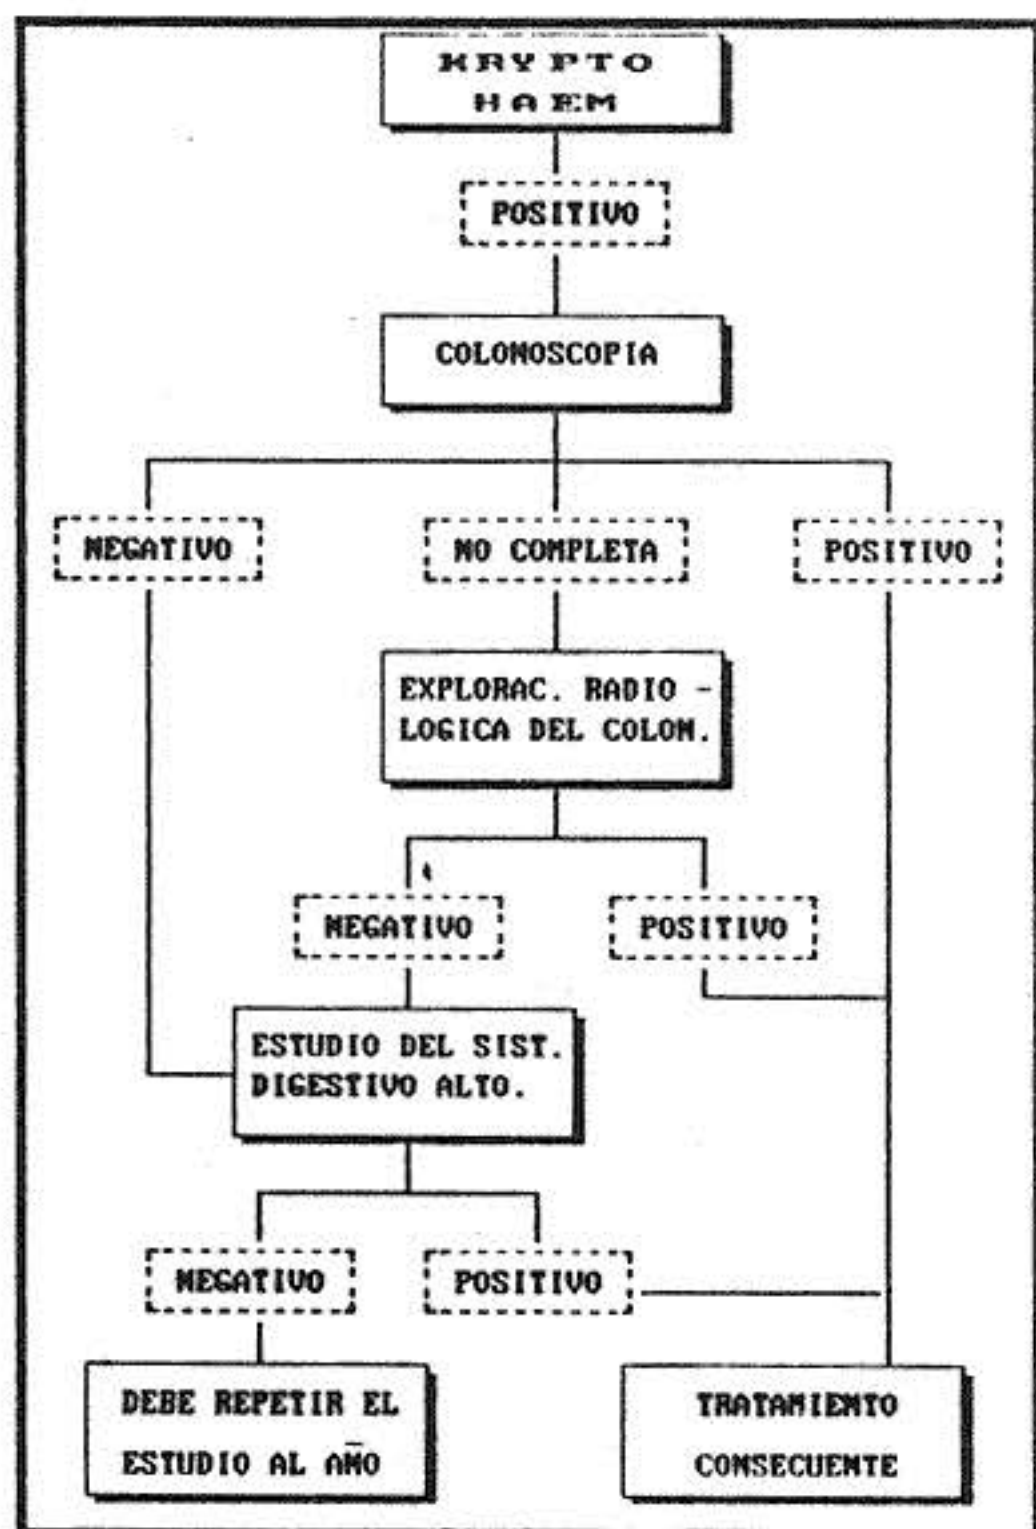 KRYPTO
HAEM
POSITIVO
COLONOSCOPIA
NEGATIVO
NO COMPLETA
POSITIVO
EXPLORAC. RADIO -
LOGICA DEL COLON.
NEGATIVO
POSITIVO
ESTUDIO DEL SIST.
DIGESTIVO ALTO.
NEGATIVO
POSITIVO
DEBE REPETIR EL
ESTUDIO AL AÑO
TRATAMIENTO
CONSECUENTE